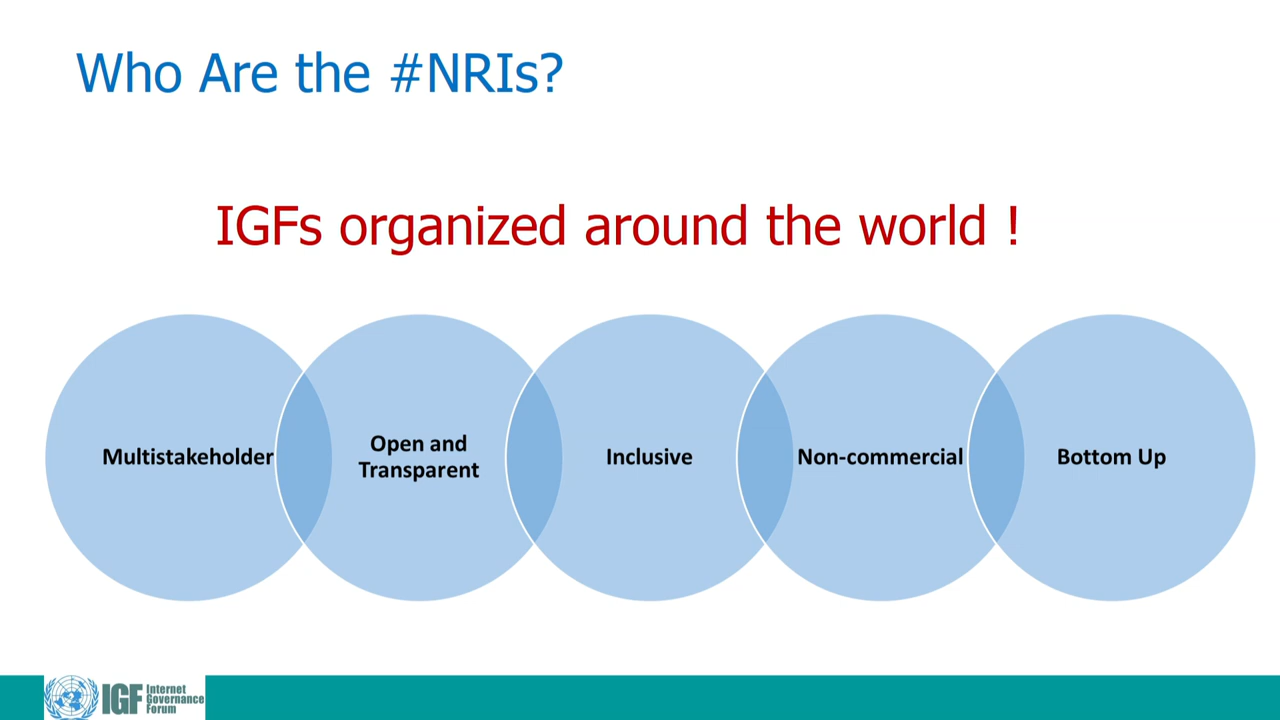 Who Are the #NRIs?
IGFs organized around the world !
Multistakeholder
Open and
Transparent
Inclusive
Non-commercial
Bottom Up
IGF
Internet
Governance
Forum